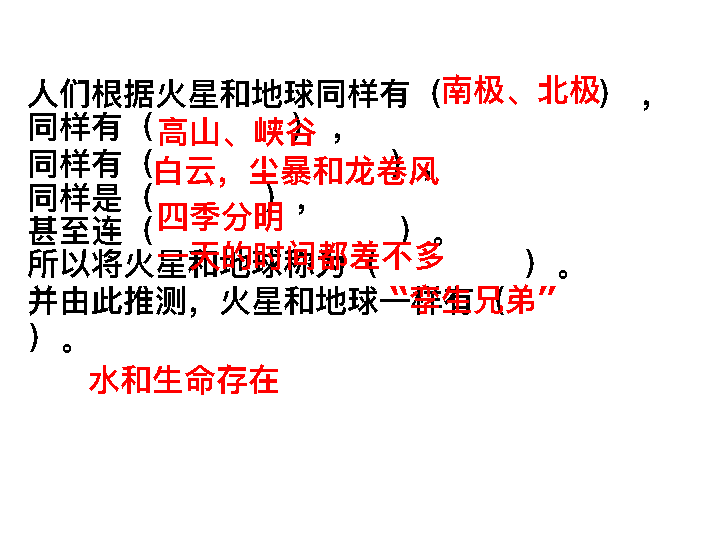 人们根据火星和地球同样有（南极、北极），
同样有（高山、峡谷），
同样有（白云，尘暴和龙卷风），
同样是（四季分明），
甚至连（一天的时间都差不多）。
所以将火星和地球称为（“孪生兄弟”）。
并由此推测，火星和地球一样有（
）。
水和生命存在